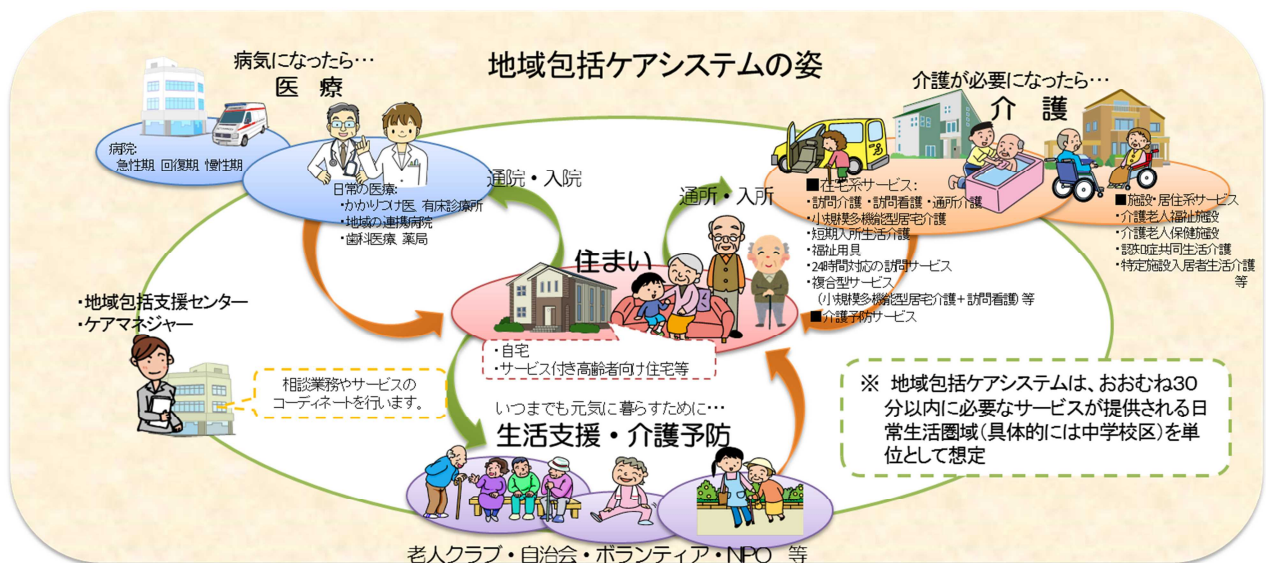 地域包括ケアシステムの姿
病気になったら…
医 療
病院:
急性期 回復期 慢性期
日常の医療:
・かかりつけ医 有床診療所
・地域の連携病院
・歯科医療 薬局
通院・入院
通所・入所
介護が必要になったら…
介 護
■在宅系サービス:
・訪問介護 ・訪問看護 ・通所介護
・小規模多機能型居宅介護
・短期入所生活介護
・福祉用具
・24時間対応の訪問サービス
・複合型サービス
(小規模多機能型居宅介護+訪問看護) 等
■介護予防サービス
■施設・居住系サービス
・介護老人福祉施設
・介護老人保健施設
・認知症共同生活介護
・特定施設入居者生活介護
等
住まい
・自宅
・サービス付き高齢者向け住宅等
・地域包括支援センター
・ケアマネジャー
相談業務やサービスの
コーディネートを行います。
いつまでも元気に暮らすために…
生活支援・介護予防
老人クラブ・自治会・ボランティア・NPO 等
※ 地域包括ケアシステムは、おおむね30
分以内に必要なサービスが提供される日
常生活圏域(具体的には中学校区)を単
位として想定